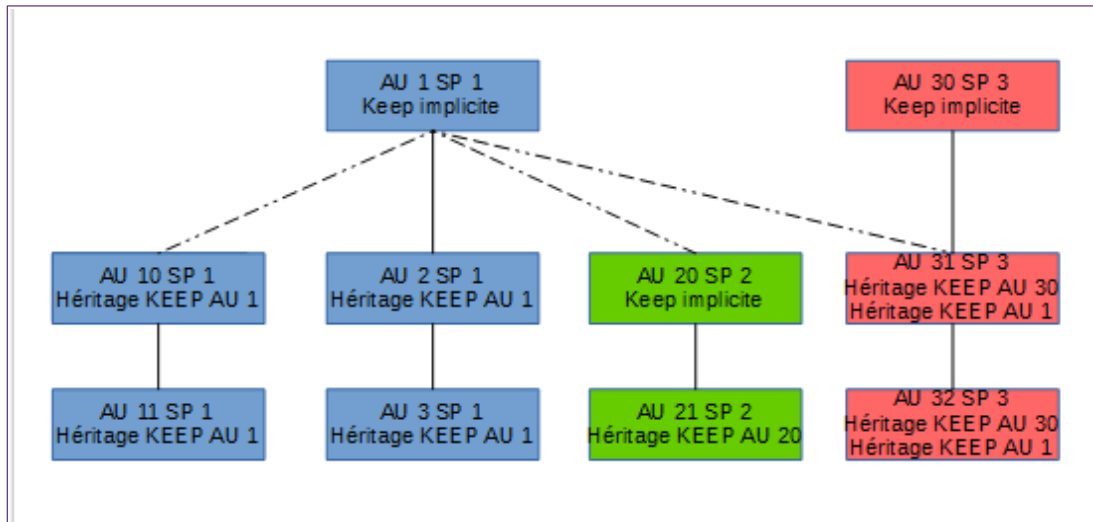 AU 1 SP 1
Keep implicite
AU 30 SP 3
Keep implicite
AU 10 SP 1
Héritage KEEP AU 1
AU 2 SP 1
Héritage KEEP AU 1
AU 20 SP 2
Keep implicite
AU 31 SP 3
Héritage KEEP AU 30
Héritage KEEP AU 1
AU 11 SP 1
Héritage KEEP AU 1
AU 3 SP 1
Héritage KEEP AU 1
AU 21 SP 2
Héritage KEEP AU 20
AU 32 SP 3
Héritage KEEP AU 30
Héritage KEEP AU 1